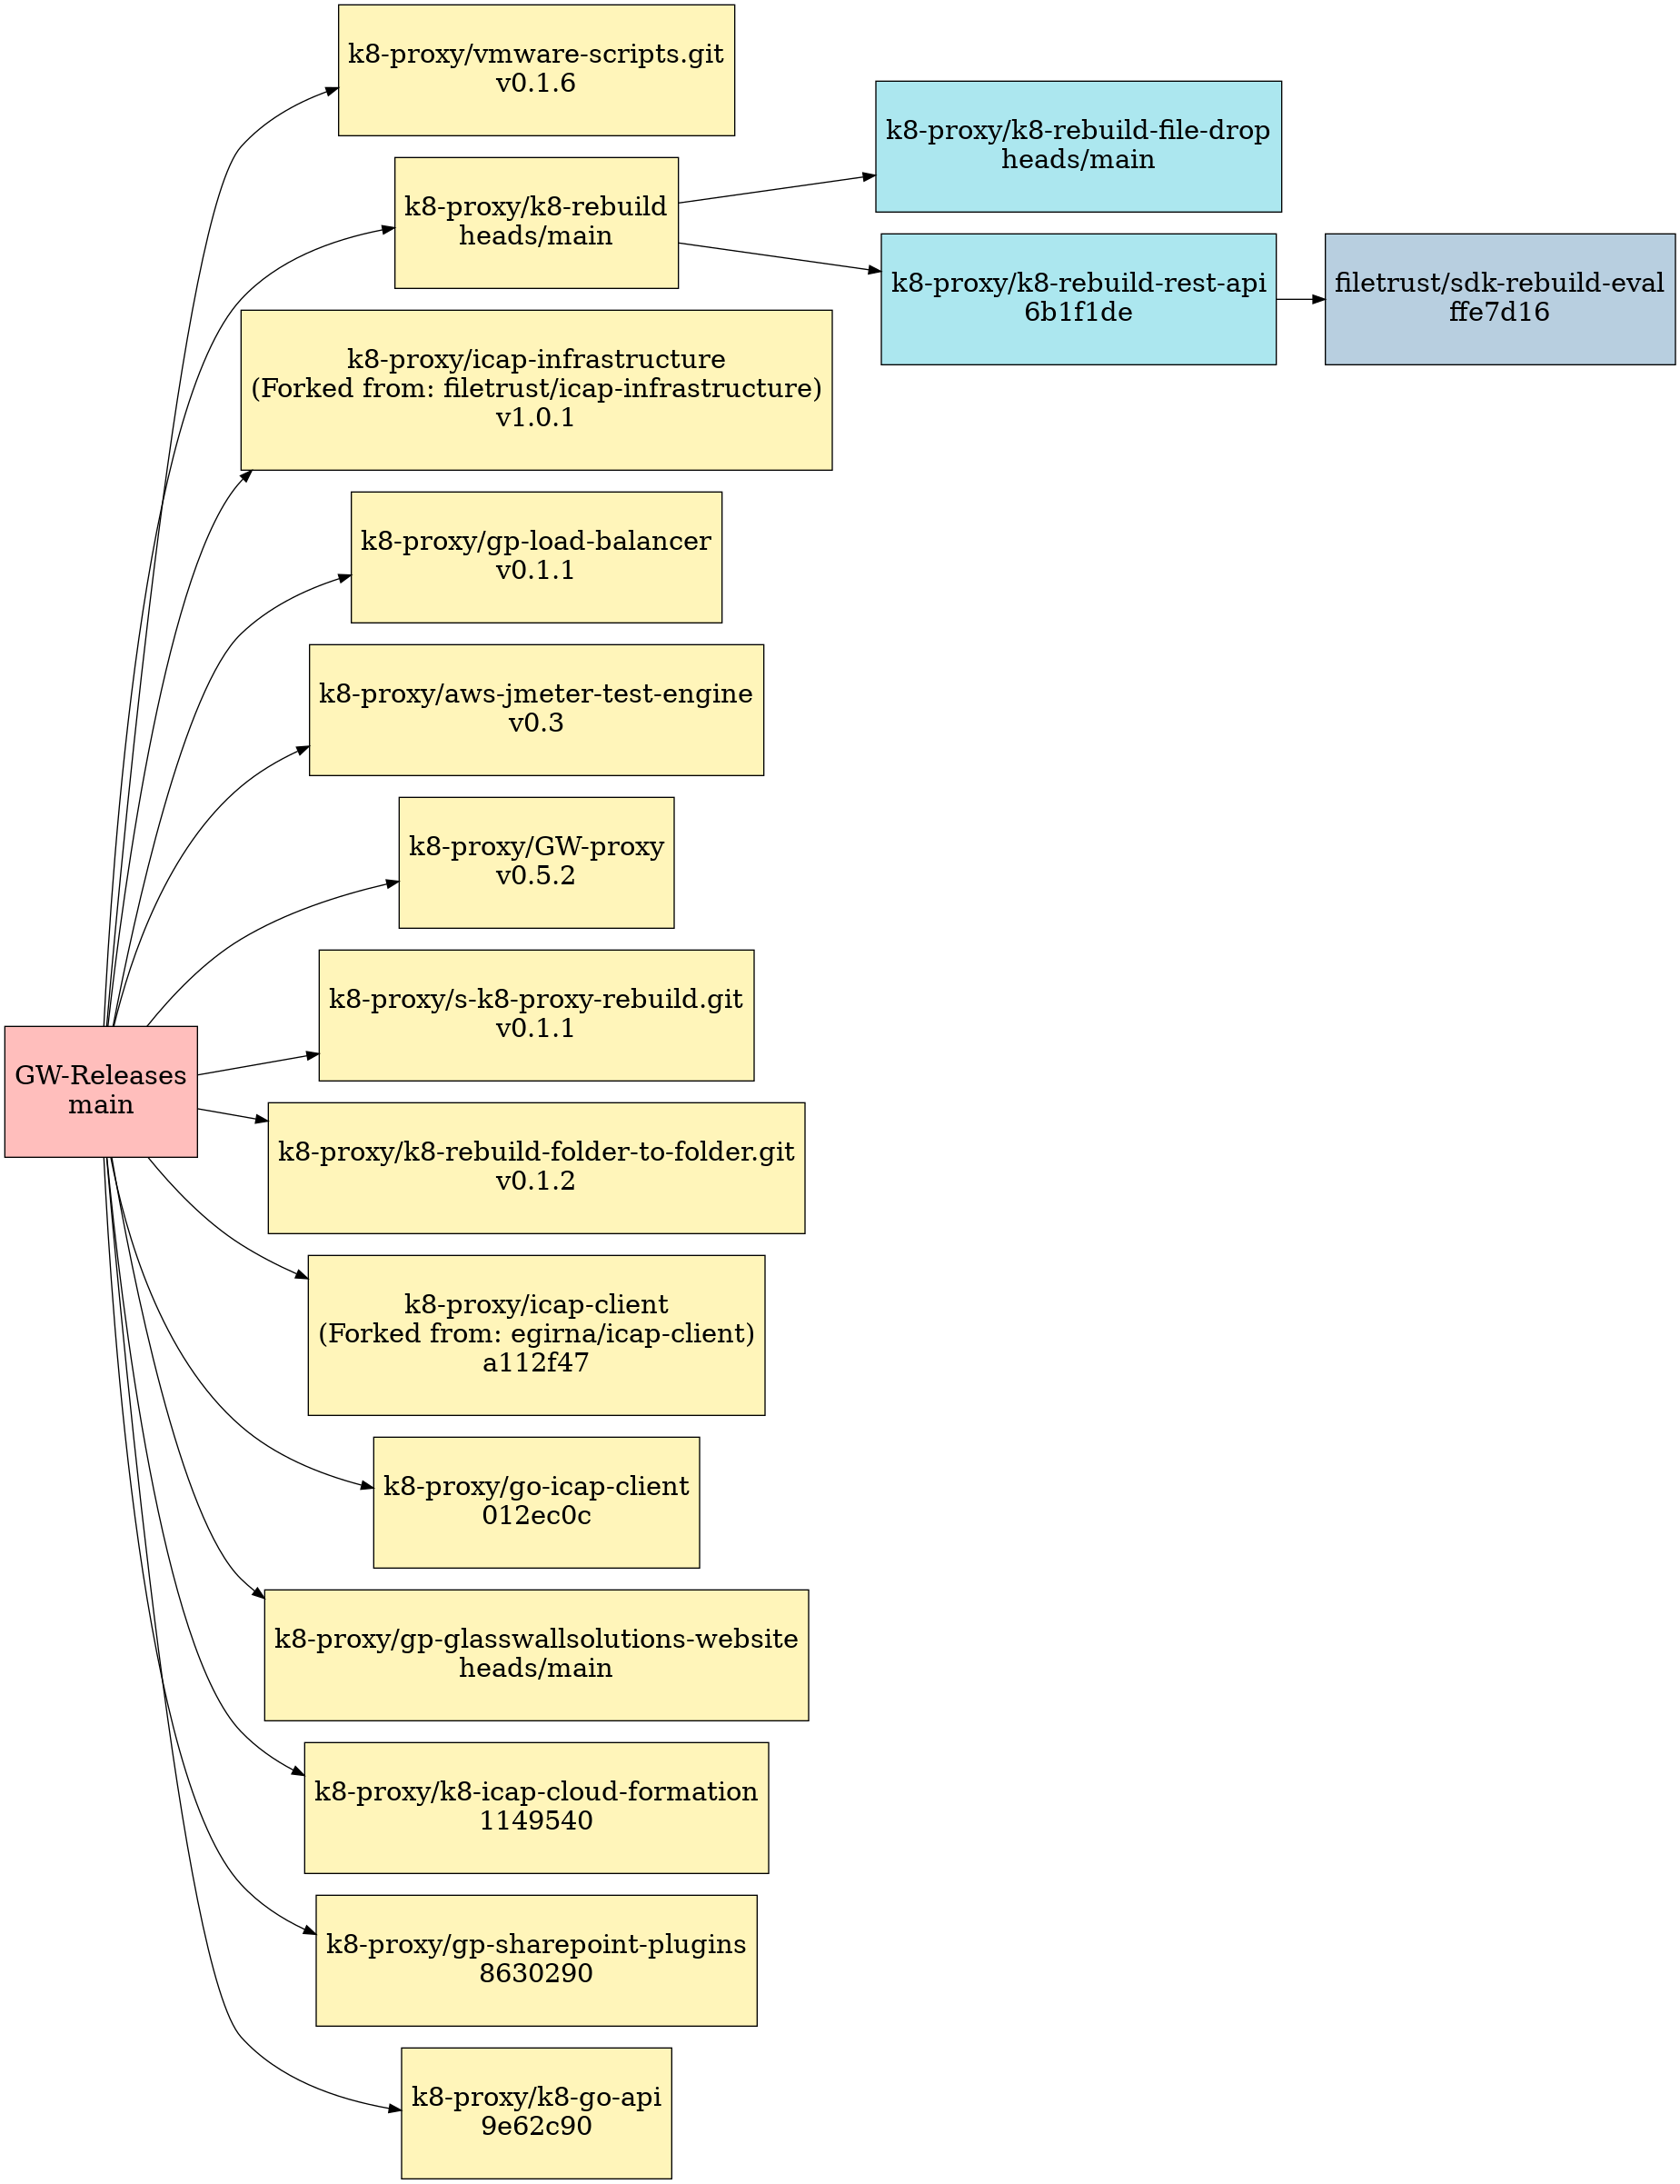 k8-proxy/vmware-scripts.git
v0.1.6
k8-proxy/k8-rebuild-file-drop
heads/main
k8-proxy/k8-rebuild
heads/main
k8-proxy/k8-rebuild-rest-api
6b1f1de
filetrust/sdk-rebuild-eval
ffe7d16
k8-proxy/icap-infrastructure
(Forked from: filetrust/icap-infrastructure)
v1.0.1
k8-proxy/gp-load-balancer
v0.1.1
k8-proxy/aws-jmeter-test-engine
v0.3
k8-proxy/GW-proxy
v0.5.2
k8-proxy/s-k8-proxy-rebuild.git
v0.1.1
GW-Releases
main
k8-proxy/k8-rebuild-folder-to-folder.git
v0.1.2
k8-proxy/icap-client
(Forked from: egirna/icap-client)
a112f47
k8-proxy/go-icap-client
012ec0c
k8-proxy/gp-glasswallsolutions-website
heads/main
k8-proxy/k8-icap-cloud-formation
1149540
k8-proxy/gp-sharepoint-plugins
8630290
k8-proxy/k8-go-api
9e62c90